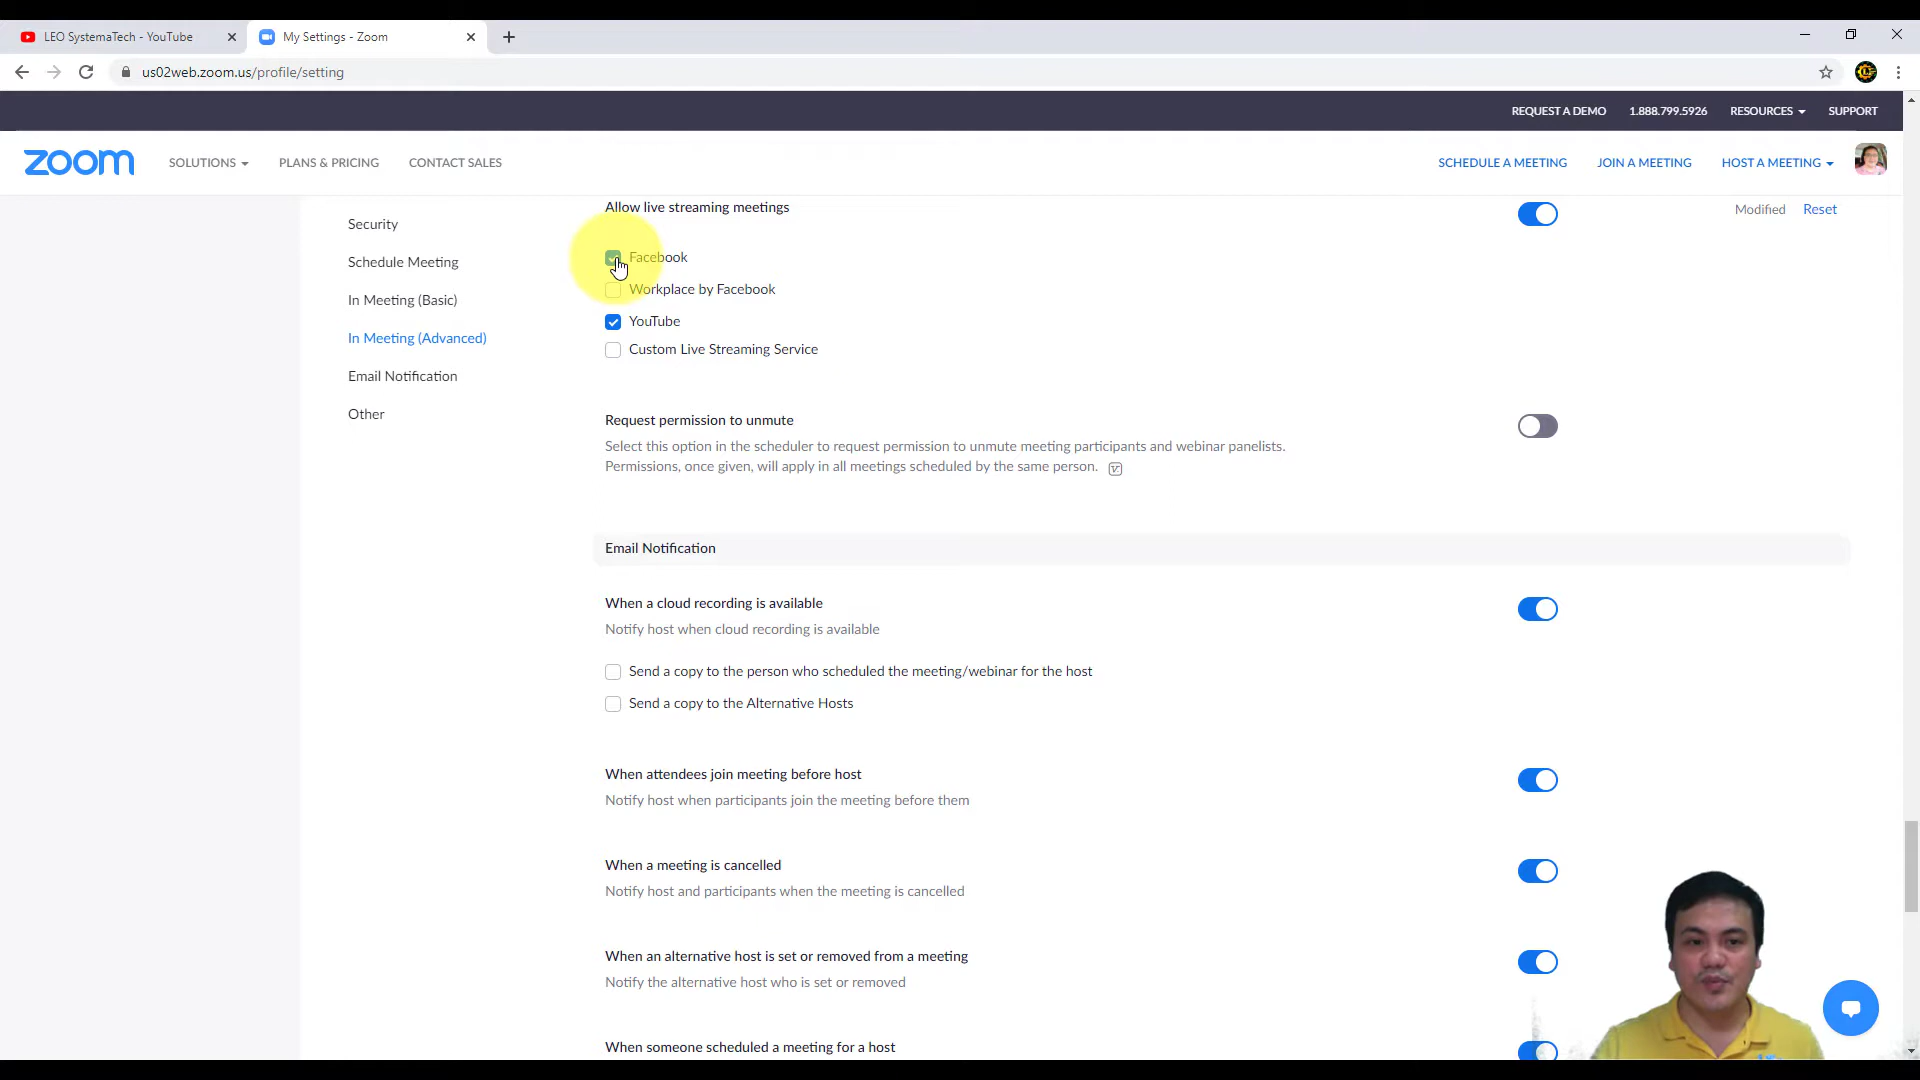 LEO SystemaTech - YouTube
My Settings - Zoom
us02web.zoom.us/profile/setting
REQUEST A DEMO 1.888.799.5926 RESOURCES SUPPORT
zoom SOLUTIONS PLANS & PRICING CONTACT SALES SCHEDULE A MEETING JOIN A MEETING HOST A MEETING
Security
Schedule Meeting
In Meeting (Basic)
In Meeting (Advanced)
Email Notification
Other
Allow live streaming meetings
Modified Reset
Facebook
Workplace by Facebook
YouTube
Custom Live Streaming Service
Request permission to unmute
Select this option in the scheduler to request permission to unmute meeting participants and webinar panelists.
Permissions, once given, will apply in all meetings scheduled by the same person.
Email Notification
When a cloud recording is available
Notify host when cloud recording is available
Send a copy to the person who scheduled the meeting/webinar for the host
Send a copy to the Alternative Hosts
When attendees join meeting before host
Notify host when participants join the meeting before them
When a meeting is cancelled
Notify host and participants when the meeting is cancelled
When an alternative host is set or removed from a meeting
Notify the alternative host who is set or removed
When someone scheduled a meeting for a host